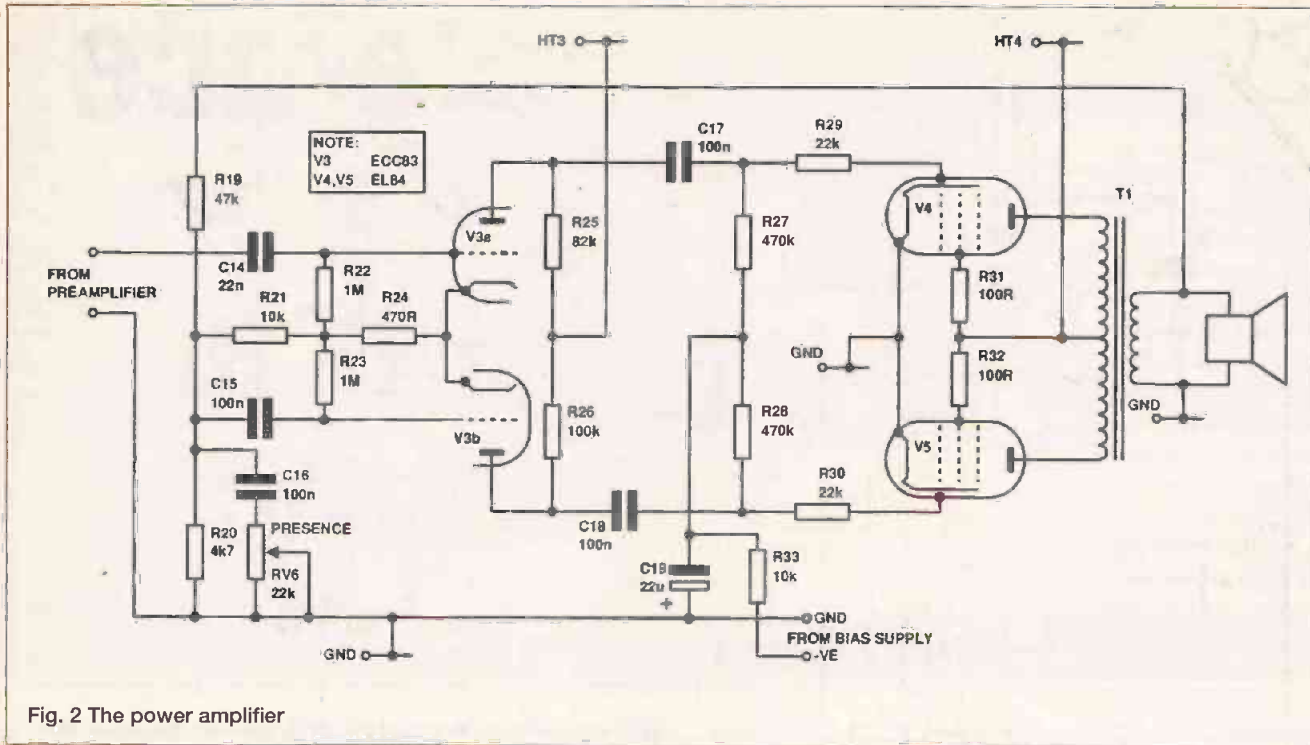 HT3
HT4
NOTE:
V3 ECC83
V4,V5 EL84
C17
100n
R29
22k
R19
47k
V3a
R25
82k
R27
470k
V4
T1
FROM
PREAMPLIFIER
C14
22n
R22
1M
R21
10k
R24
470R
R31
100R
GND
R23
1M
R32
100R
C15
100n
V3b
R26
100k
R28
470k
V5
GND
C16
100n
R30
22k
PRESENCE
R20
4k7
RV6
22k
C18
100n
C19
22u
+
R33
10k
GND
FROM BIAS SUPPLY
-VE
GND
Fig. 2 The power amplifier